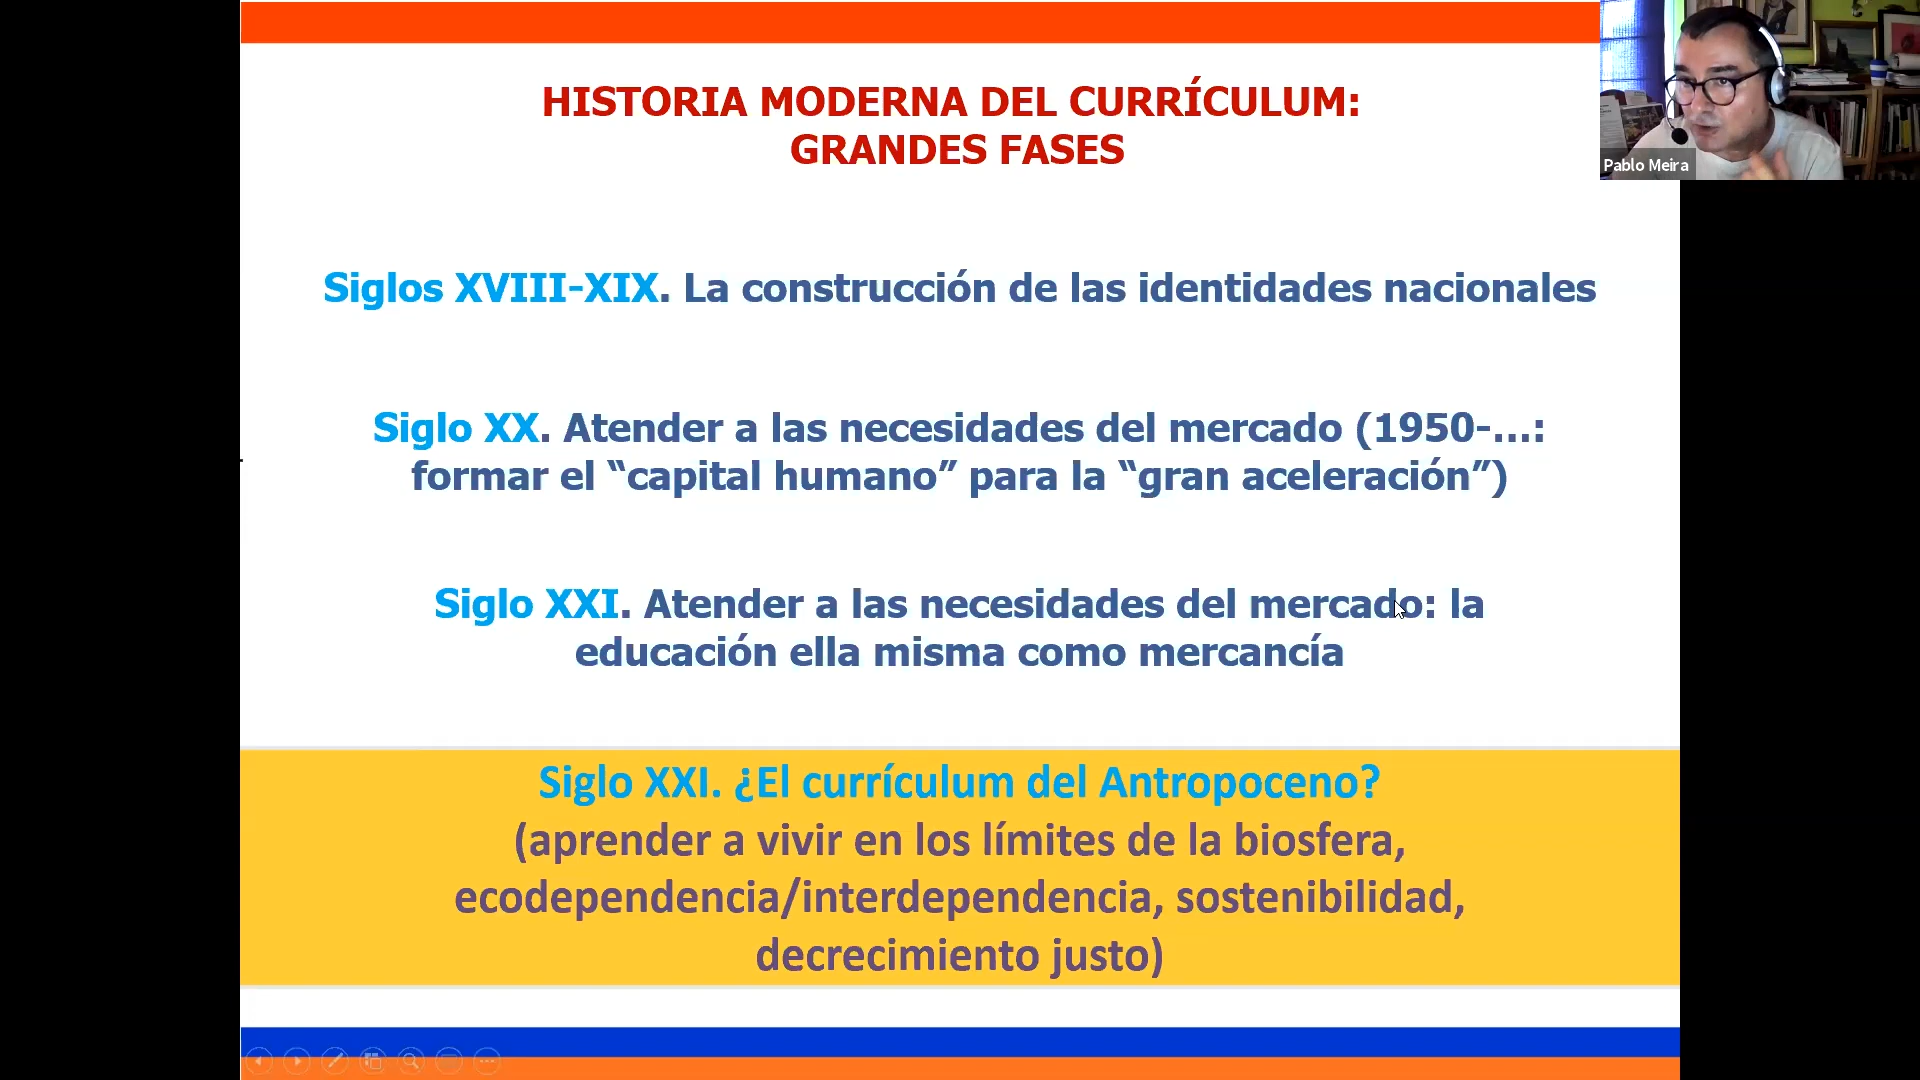 HISTORIA MODERNA DEL CURRÍCULUM:
GRANDES FASES
Pablo Meira
Siglos XVIII-XIX. La construcción de las identidades nacionales
Siglo XX. Atender a las necesidades del mercado (1950-...:
formar el “capital humano” para la “gran aceleración”)
Siglo XXI. Atender a las necesidades del mercado: la
educación ella misma como mercancía
Siglo XXI. ¿El currículum del Antropoceno?
(aprender a vivir en los límites de la biosfera,
ecodependencia/interdependencia, sostenibilidad,
decrecimiento justo)